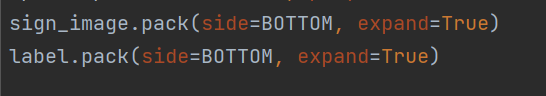 sign_image.pack(side=BOTTOM, expand=True)
label.pack(side=BOTTOM, expand=True)